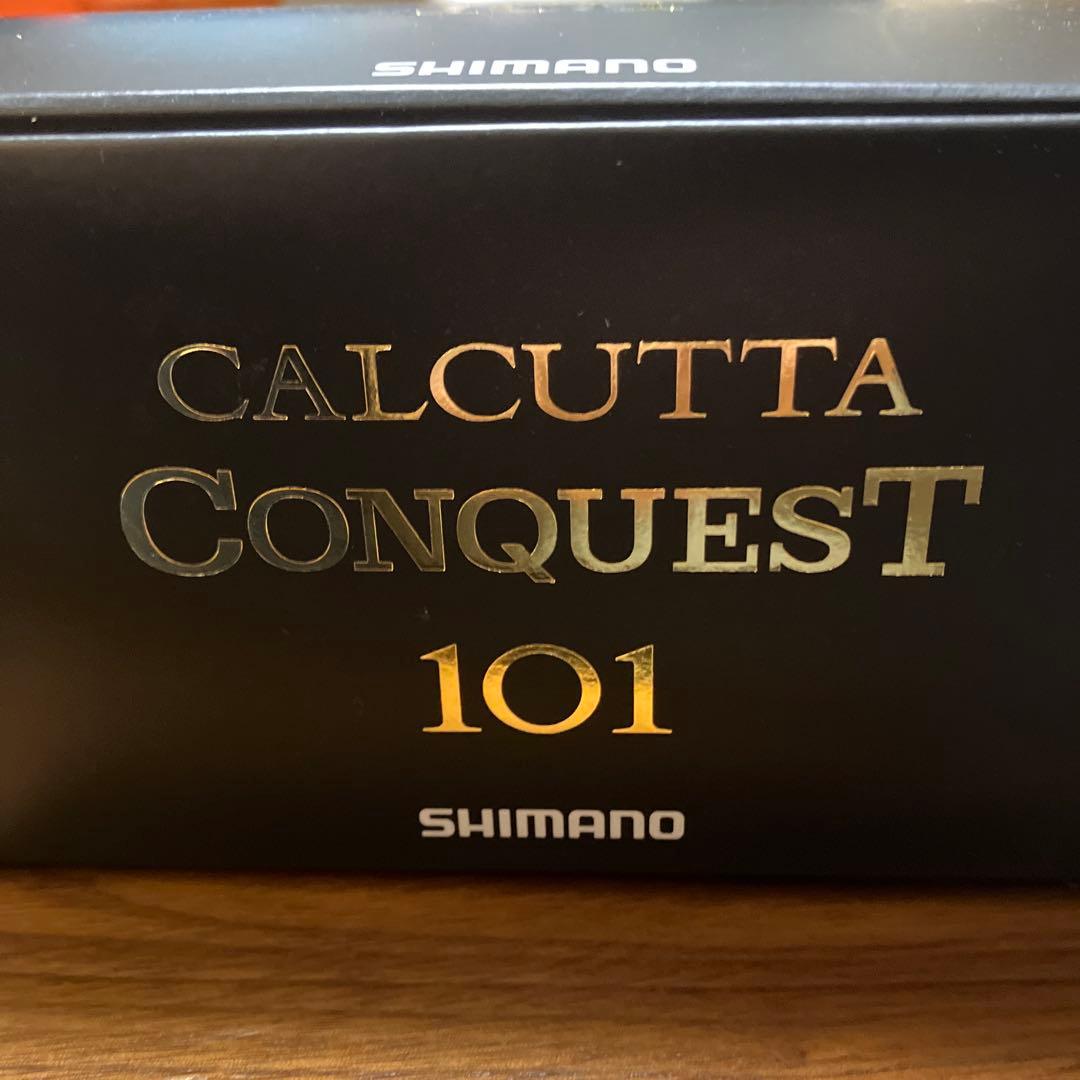 SHIMANO
CALCUTTA
CONQUEST
101
SHIMANO